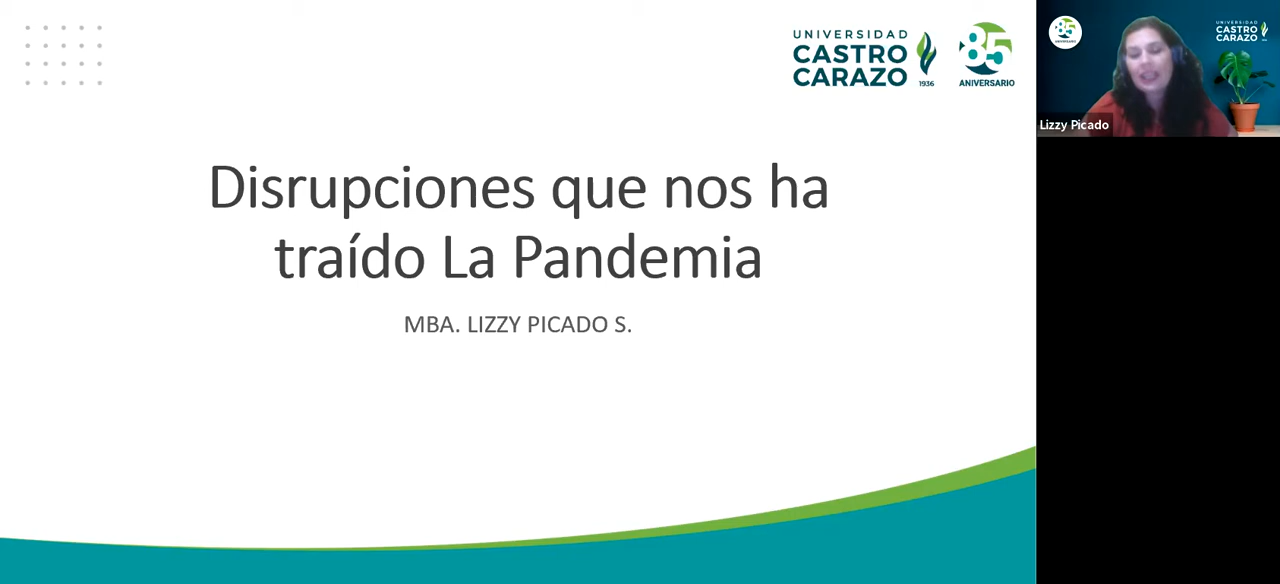 UNIVERSIDAD
CASTRO
CARAZO
1936
85
ANIVERSARIO
Disrupciones que nos ha
traído La Pandemia
MBA. LIZZY PICADO S.
85
UNIVERSIDAD
CASTRO
CARAZO
Lizzy Picado